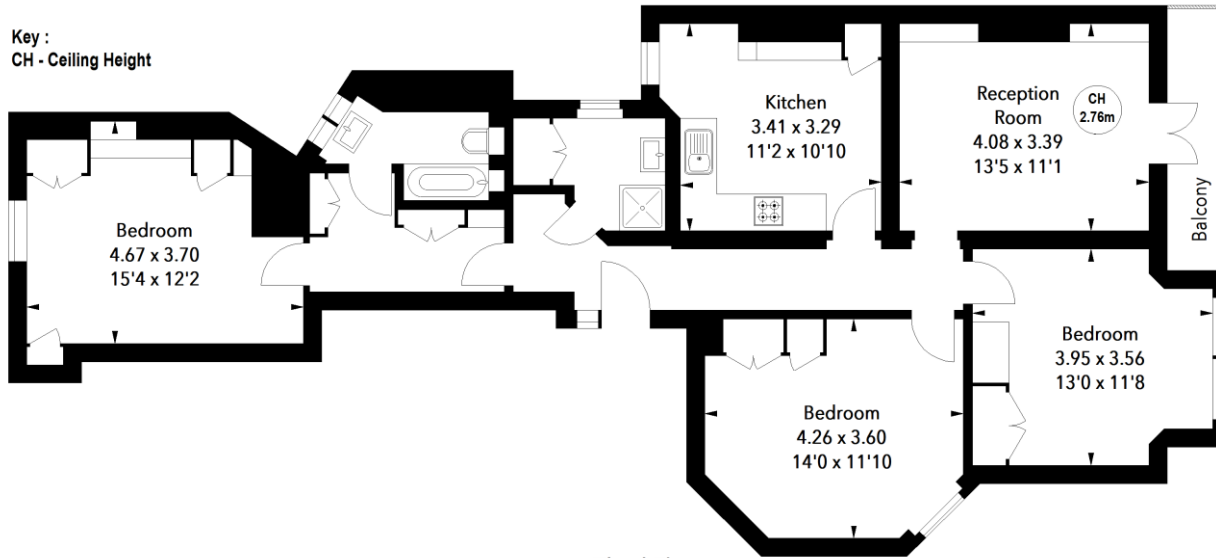 Key :
CH - Ceiling Height
Kitchen
3.41 x 3.29
11'2 x 10'10
Reception
Room
4.08 x 3.39
13'5 x 11'1
CH
2.76m
Balcony
Bedroom
4.67 x 3.70
15'4 x 12'2
Bedroom
3.95 x 3.56
13'0 x 11'8
Bedroom
4.26 x 3.60
14'0 x 11'10